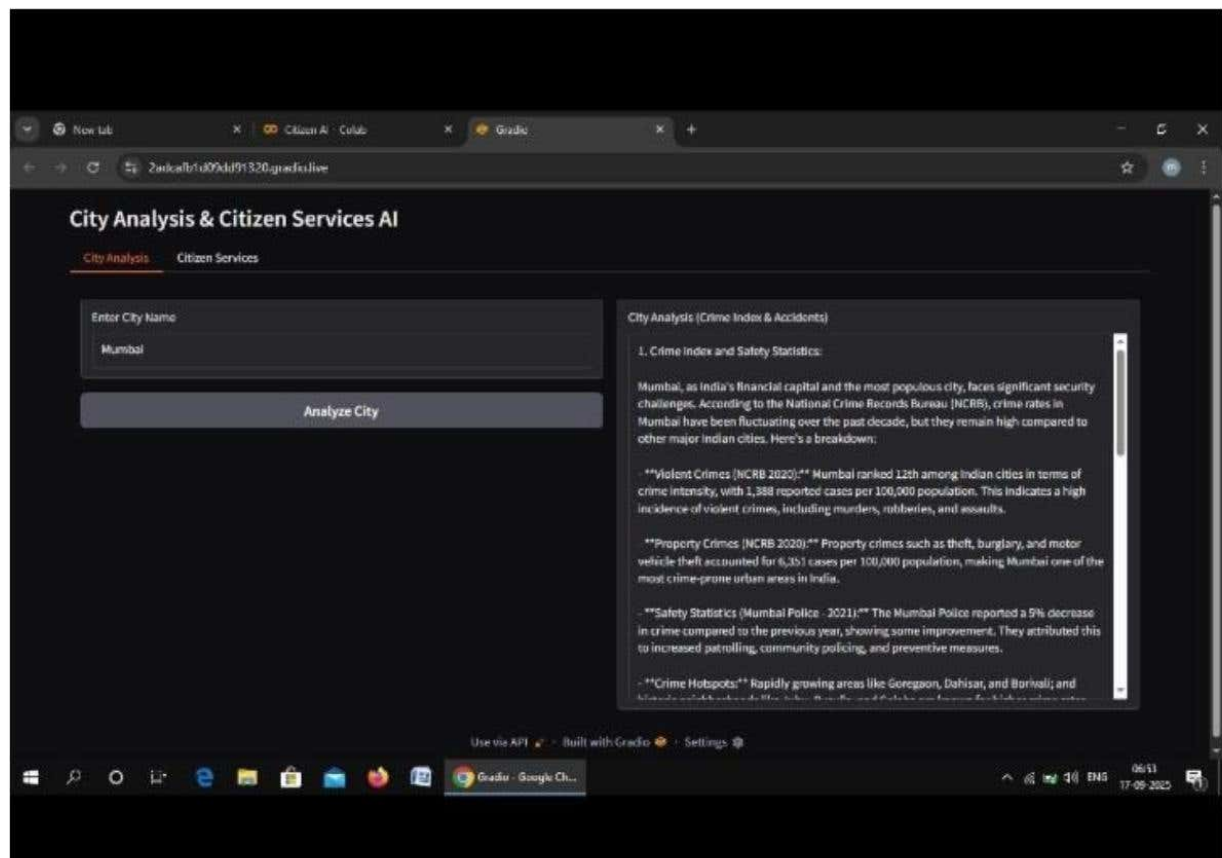 New tab
Citizen AI - Colab
Gradio
2adcafb1d09dd91320.gradio.live
City Analysis & Citizen Services AI
City Analysis
Citizen Services
Enter City Name
Mumbai
Analyze City
City Analysis (Crime Index & Accidents)
1. Crime Index and Safety Statistics:
Mumbai, as India's financial capital and the most populous city, faces significant security
challenges. According to the National Crime Records Bureau (NCRB), crime rates in
Mumbai have been fluctuating over the past decade, but they remain high compared to
other major Indian cities. Here's a breakdown:
- **Violent Crimes (NCRB 2020):** Mumbai ranked 12th among Indian cities in terms of
crime intensity, with 1,388 reported cases per 100,000 population. This indicates a high
incidence of violent crimes, including murders, robberies, and assaults.
- **Property Crimes (NCRB 2020):** Property crimes such as theft, burglary, and motor
vehicle theft accounted for 6,351 cases per 100,000 population, making Mumbai one of the
most crime-prone urban areas in India.
- **Safety Statistics (Mumbai Police - 2021):** The Mumbai Police reported a 5% decrease
in crime compared to the previous year, showing some improvement. They attributed this
to increased patrolling, community policing, and preventive measures.
- **Crime Hotspots:** Rapidly growing areas like Goregaon, Dahisar, and Borivali; and
Use via API
Built with Gradio
Settings
Gradio - Google Ch...
ENG
06:53
17-09-2025